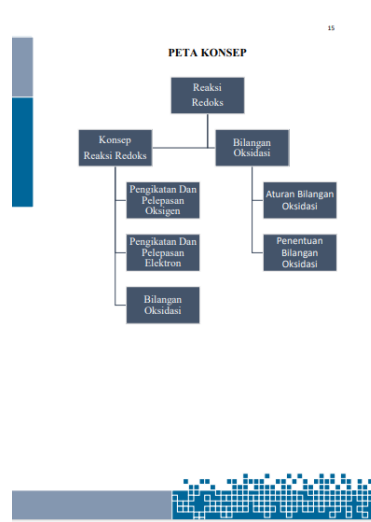 15
PETA KONSEP
Reaksi
Redoks
Konsep
Reaksi Redoks
Bilangan
Oksidasi
Pengikatan Dan
Pelepasan
Oksigen
Aturan Bilangan
Oksidasi
Pengikatan Dan
Pelepasan
Elektron
Penentuan
Bilangan
Oksidasi
Bilangan
Oksidasi